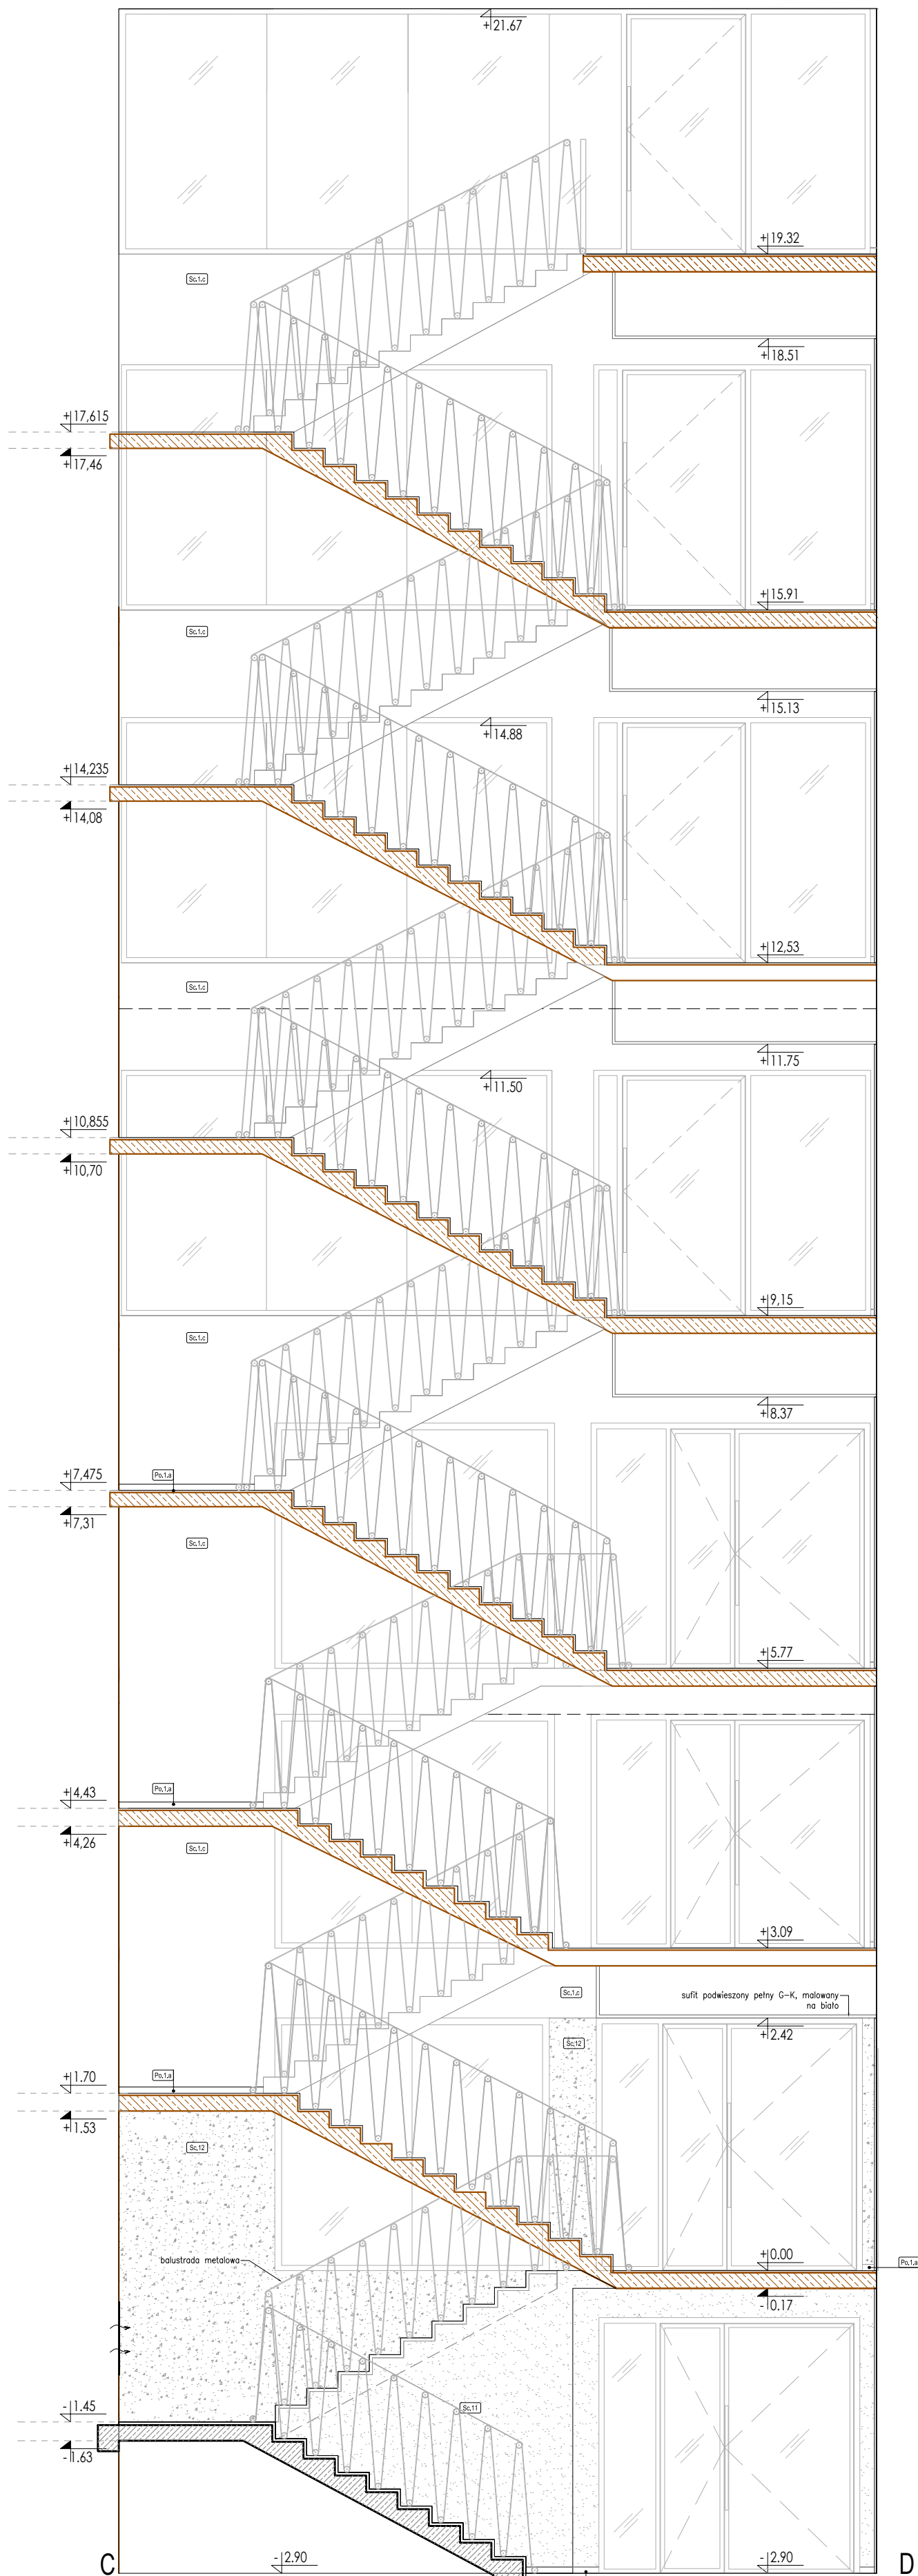 +21.67
+19.32
Sc.1.c
+18.51
+17,615
+17,46
+15.91
Sc.1.c
+15.13
+14.88
+14,235
+14,08
+12,53
Sc.1.c
+11.75
+11.50
+10,855
+10,70
+9,15
Sc.1.c
+8.37
+7,475
Po.1.a
+7,31
Sc.1.c
+5.77
+4,43
Po.1.a
+4,26
Sc.1.c
+3.09
Sc.1.c
sufit podwieszony pełny G-K, malowany
na biało
+2.42
Sc.12
+1.70
Po.1.a
+1.53
Sc.12
balustrada metalowa
+0.00
Po.1.a
-0.17
-1.45
Sc.11
-1.63
C
-2.90
-2.90
D